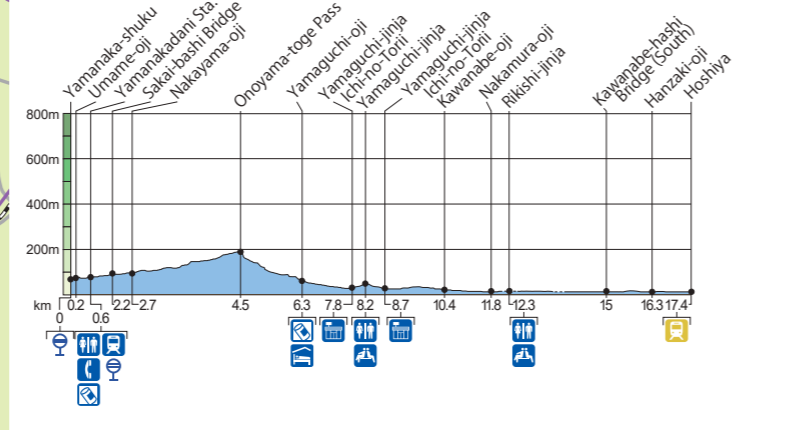 Yamanaka-shuku
Umame-oji
Yamanakadani Sta.
Sakai-bashi Bridge
Nakayama-oji
Onoyama-toge Pass
Yamaguchi-oji
Yamaguchi-jinja
Ichi-no-Torii
Yamaguchi-jinja
Yamaguchi-jinja
Ichi-no-Torii
Kawanabe-oji
Nakamura-oji
Rikishi-jinja
Kawanabe-hashi
Bridge (South)
Hanzaki-oji
Hoshiya
800m
600m
400m
200m
km 0 0.2 0.6 2.2 2.7 4.5 6.3 7.8 8.2 8.7 10.4 11.8 12.3 15 16.3 17.4